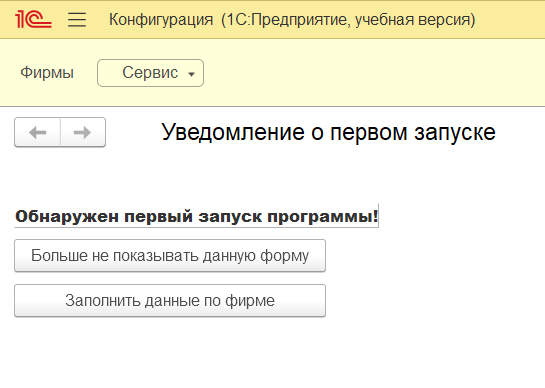 1С Конфигурация (1С:Предприятие, учебная версия)
Фирмы Сервис
Уведомление о первом запуске
Обнаружен первый запуск программы!
Больше не показывать данную форму
Заполнить данные по фирме